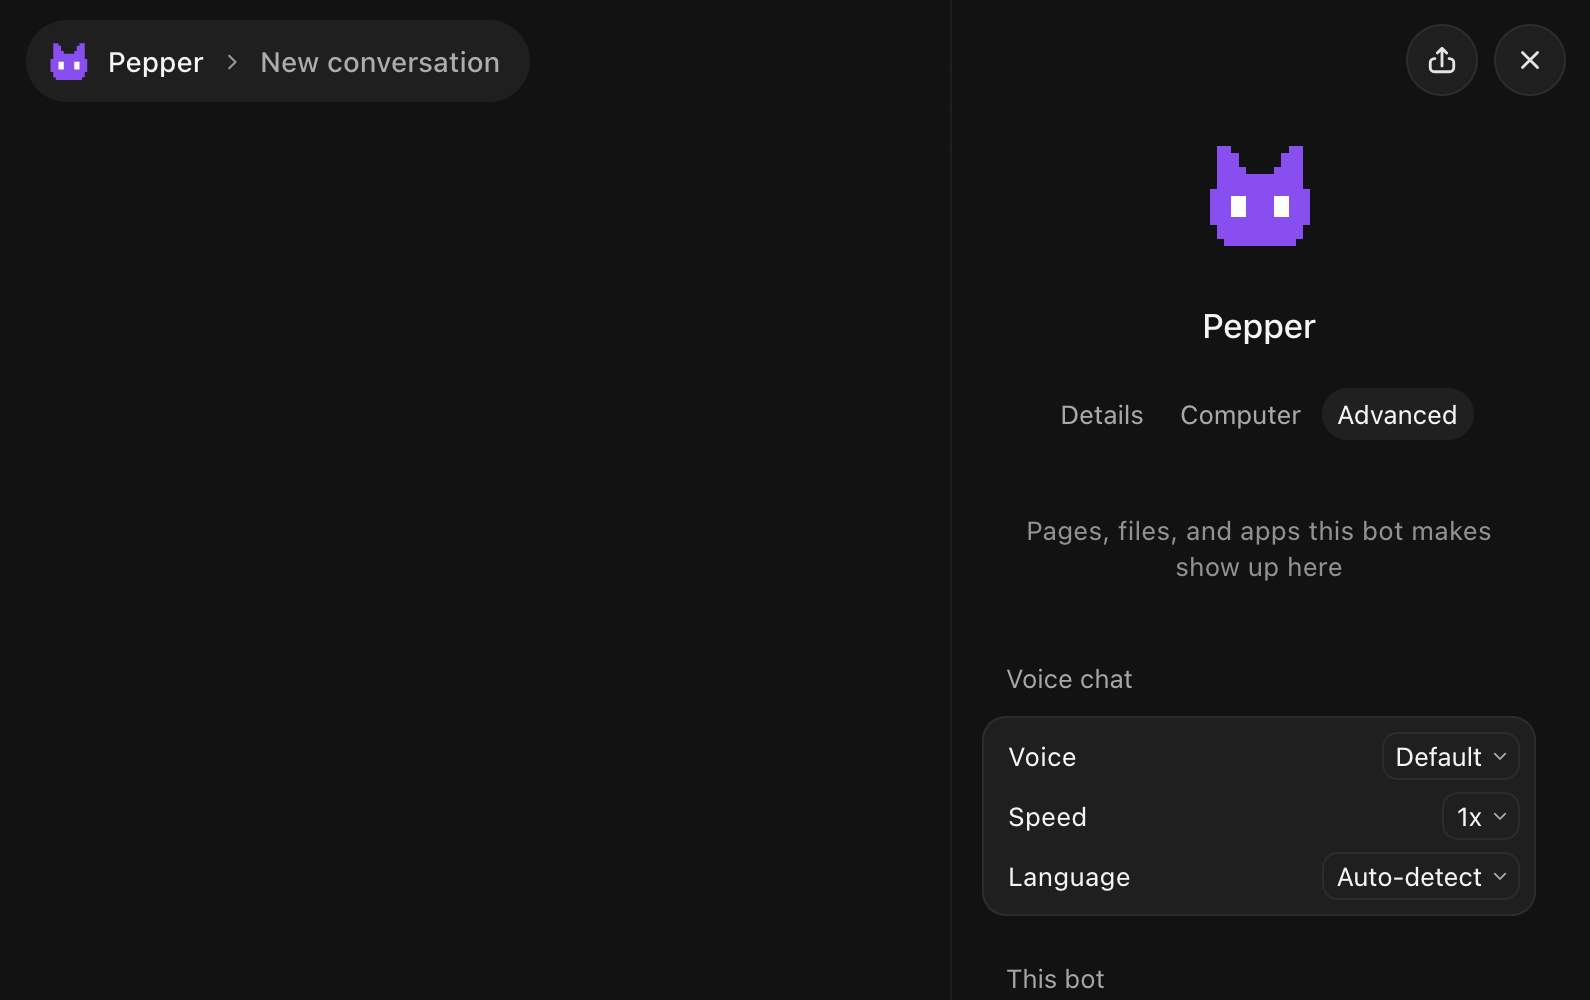 Pepper > New conversation
Pepper
Details Computer Advanced
Pages, files, and apps this bot makes
show up here
Voice chat
Voice Default
Speed 1x
Language Auto-detect
This bot